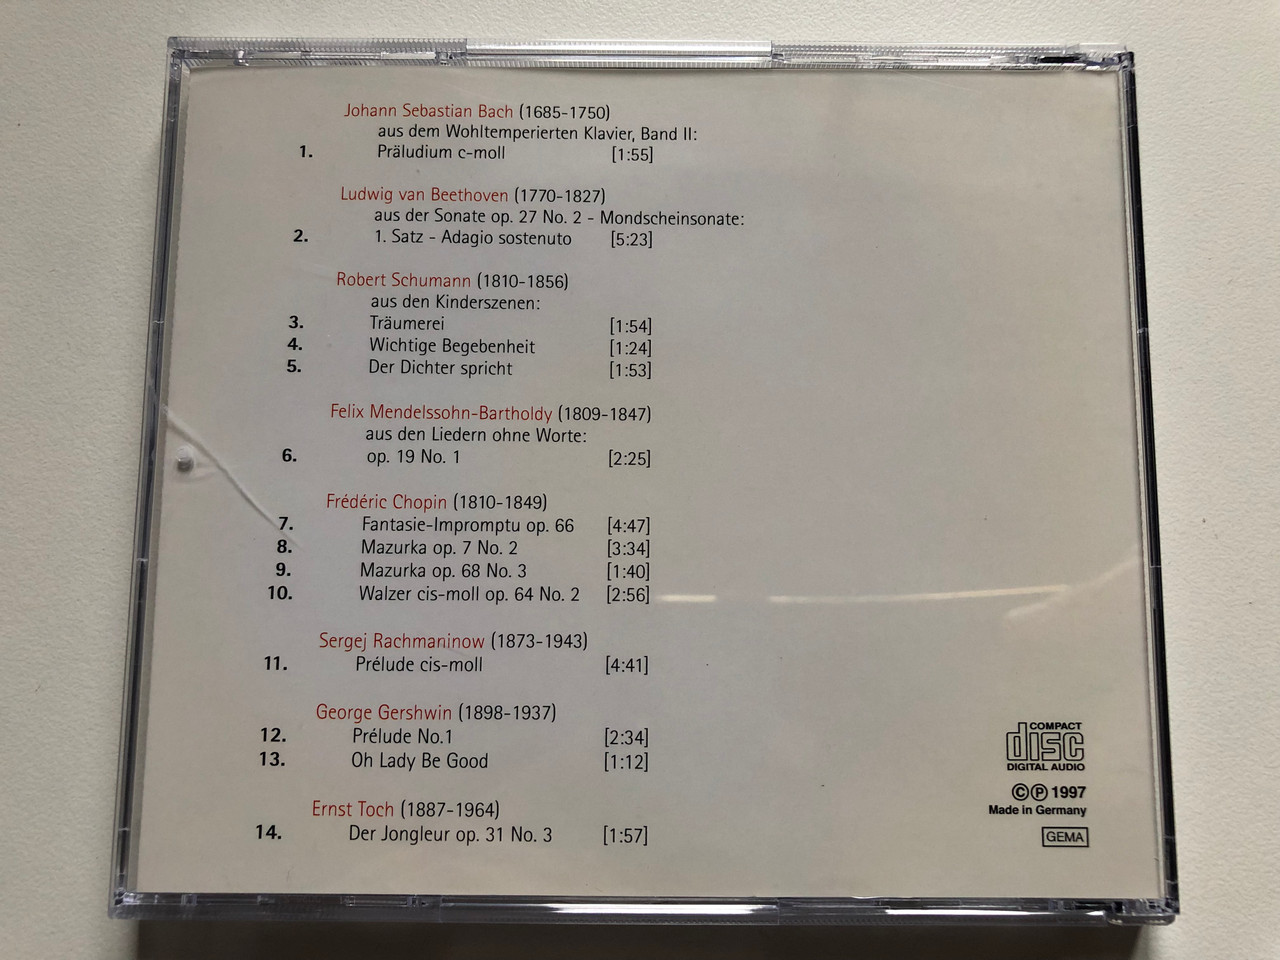 Johann Sebastian Bach (1685-1750)
aus dem Wohltemperierten Klavier, Band II:
1. Präludium c-moll [1:55]
Ludwig van Beethoven (1770-1827)
aus der Sonate op. 27 No. 2 - Mondscheinsonate:
2. 1. Satz - Adagio sostenuto [5:23]
Robert Schumann (1810-1856)
aus den Kinderszenen:
3. Träumerei [1:54]
4. Wichtige Begebenheit [1:24]
5. Der Dichter spricht [1:53]
Felix Mendelssohn-Bartholdy (1809-1847)
aus den Liedern ohne Worte:
6. op. 19 No. 1 [2:25]
Frédéric Chopin (1810-1849)
7. Fantasie-Impromptu op. 66 [4:47]
8. Mazurka op. 7 No. 2 [3:34]
9. Mazurka op. 68 No. 3 [1:40]
10. Walzer cis-moll op. 64 No. 2 [2:56]
Sergej Rachmaninow (1873-1943)
11. Prélude cis-moll [4:41]
George Gershwin (1898-1937)
12. Prélude No.1 [2:34]
13. Oh Lady Be Good [1:12]
Ernst Toch (1887-1964)
14. Der Jongleur op. 31 No. 3 [1:57]
COMPACT
disc
DIGITAL AUDIO
©℗ 1997
Made in Germany
GEMA